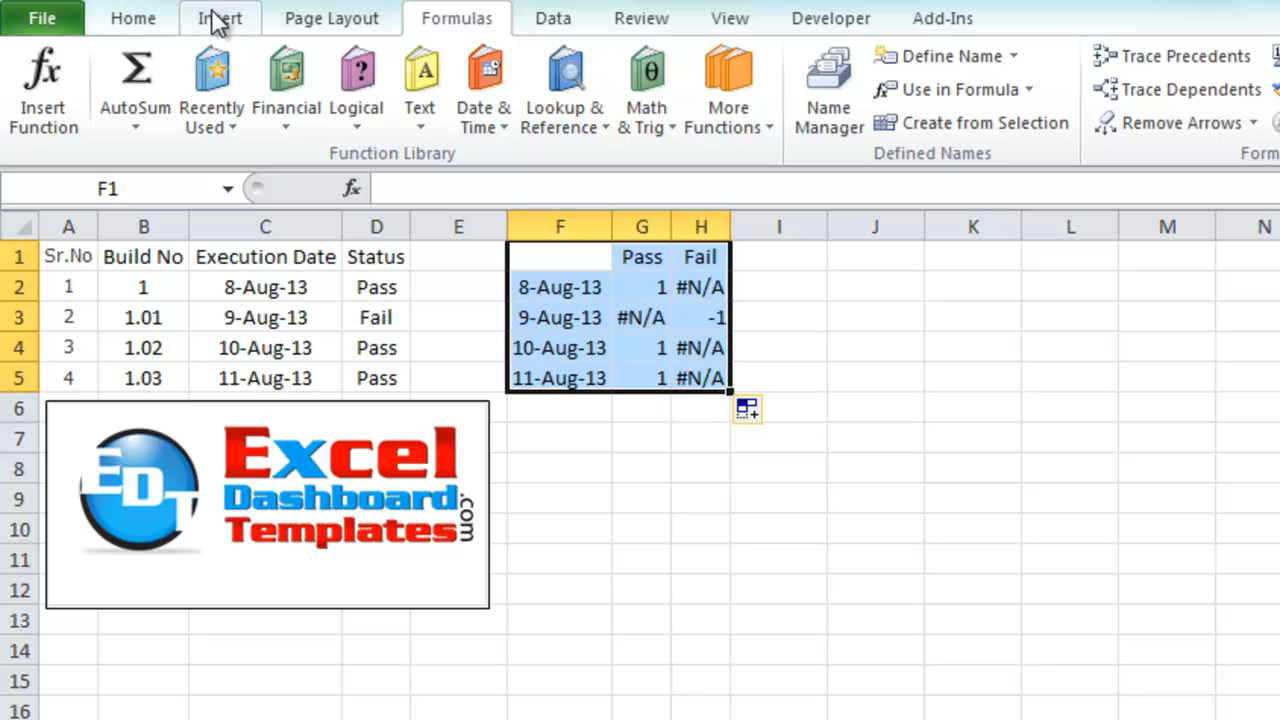 File Home Insert Page Layout Formulas Data Review View Developer Add-Ins
fx Insert Function
Σ AutoSum
Recently Used
Financial
Logical
A Text
Date & Time
Lookup & Reference
θ Math & Trig
More Functions
Function Library
Name Manager
Define Name
Use in Formula
Create from Selection
Defined Names
Trace Precedents
Trace Dependents
Remove Arrows
Form
F1 fx
A B C D E F G H I J K L M N
1 Sr.No Build No Execution Date Status Pass Fail
2 1 1 8-Aug-13 Pass 8-Aug-13 1 #N/A
3 2 1.01 9-Aug-13 Fail 9-Aug-13 #N/A -1
4 3 1.02 10-Aug-13 Pass 10-Aug-13 1 #N/A
5 4 1.03 11-Aug-13 Pass 11-Aug-13 1 #N/A
6
7
8
9
10
11
12
13
14
15
16
EDT
Excel
Dashboard
Templates
.com